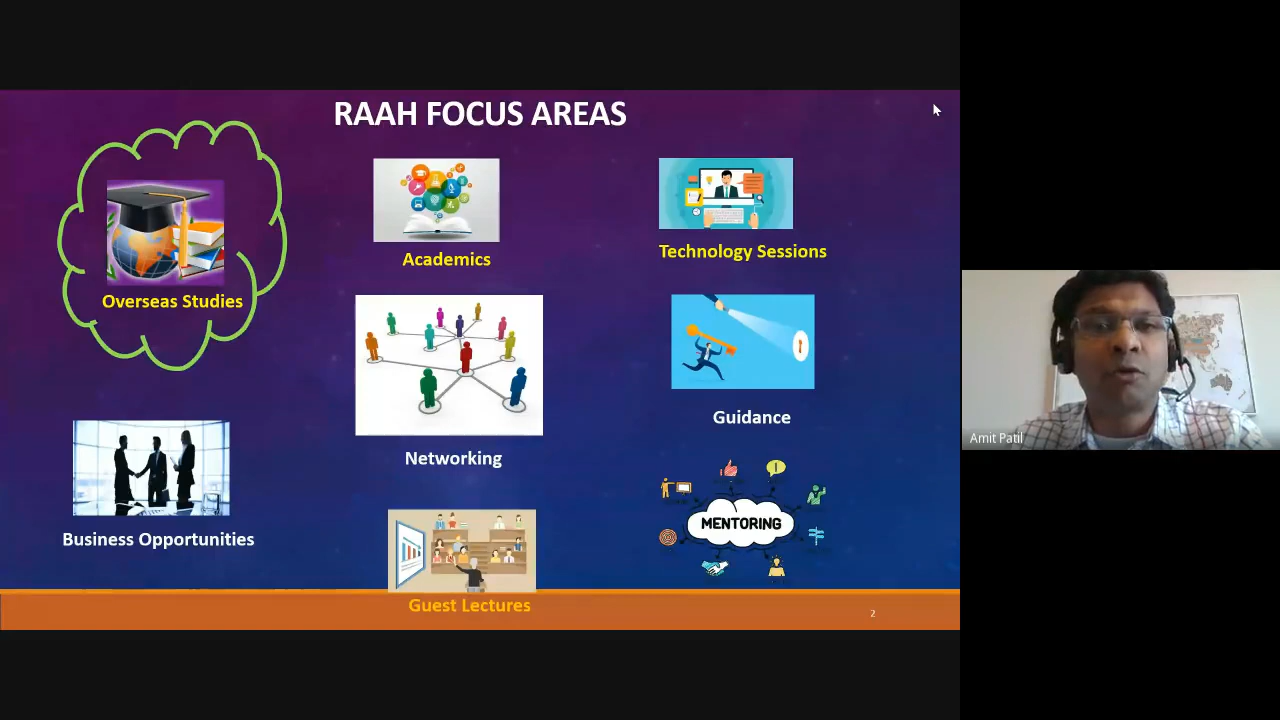 RAAH FOCUS AREAS
Overseas Studies
Academics
Technology Sessions
Business Opportunities
Networking
Guidance
Guest Lectures
MENTORING
2
Amit Patil